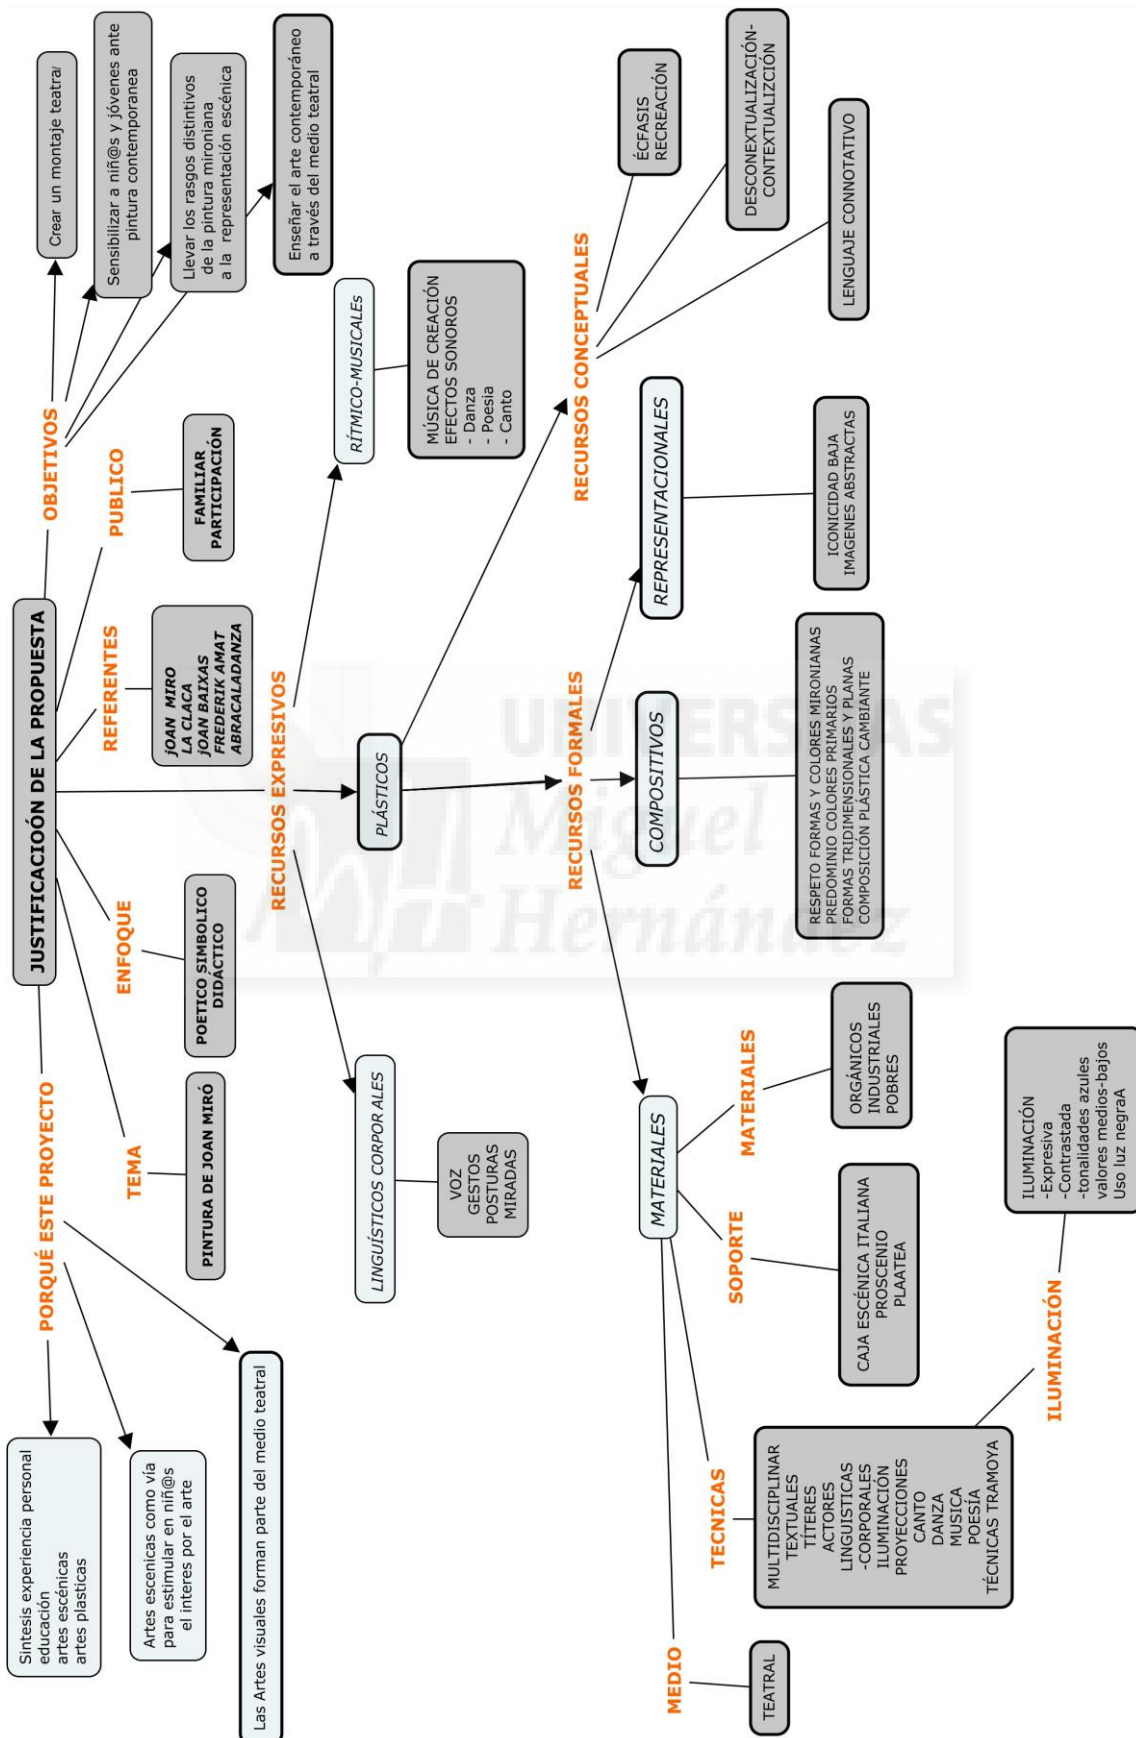 JUSTIFICACIOÓN DE LA PROPUESTA
PORQUÉ ESTE PROYECTO
Sintesis experiencia personal
educación
artes escénicas
artes plasticas
Artes escenicas como vía
para estimular en niñ@s
el interes por el arte
Las Artes visuales forman parte del medio teatral
TEMA
PINTURA DE JOAN MIRÓ
ENFOQUE
POETICO SIMBOLICO
DIDÁCTICO
REFERENTES
jOAN MIRO
LA CLACA
jOAN BAIXAS
FREDERIK AMAT
ABRACALADANZA
PUBLICO
FAMILIAR
PARTICIPACIÓN
OBJETIVOS
Crear un montaje teatral
Sensibilizar a niñ@s y jóvenes ante
pintura contemporanea
Llevar los rasgos distintivos
de la pintura mironiana
a la representación escénica
Enseñar el arte contemporáneo
a través del medio teatral
RECURSOS EXPRESIVOS
LINGUÍSTICOS CORPOR ALES
VOZ
GESTOS
POSTURAS
MIRADAS
PLÁSTICOS
RÍTMICO-MUSICALEs
MÚSICA DE CREACIÓN
EFECTOS SONOROS
- Danza
- Poesia
- Canto
RECURSOS FORMALES
RECURSOS CONCEPTUALES
ÉCFASIS
RECREACIÓN
DESCONEXTUALIZACIÓN-
CONTEXTUALIZCIÓN
LENGUAJE CONNOTATIVO
MATERIALES
COMPOSITIVOS
RESPETO FORMAS Y COLORES MIRONIANAS
PREDOMINIO COLORES PRIMARIOS
FORMAS TRIDIMENSIONALES Y PLANAS
COMPOSICIÓN PLÁSTICA CAMBIANTE
REPRESENTACIONALES
ICONICIDAD BAJA
IMAGENES ABSTRACTAS
MEDIO
TEATRAL
TECNICAS
MULTIDISCIPLINAR
TEXTUALES
TÍTERES
ACTORES
LINGUISTICAS
-CORPORALES
ILUMINACIÓN
PROYECCIONES
CANTO
DANZA
MUSICA
POESÍA
TÉCNICAS TRAMOYA
SOPORTE
CAJA ESCÉNICA ITALIANA
PROSCENIO
PLAATEA
MATERIALES
ORGÁNICOS
INDUSTRIALES
POBRES
ILUMINACIÓN
ILUMINACIÓN
-Expresiva
-Contrastada
-tonalidades azules
valores medios-bajos
Uso luz negraA
UNIVERSITAS
Miguel
Hernández